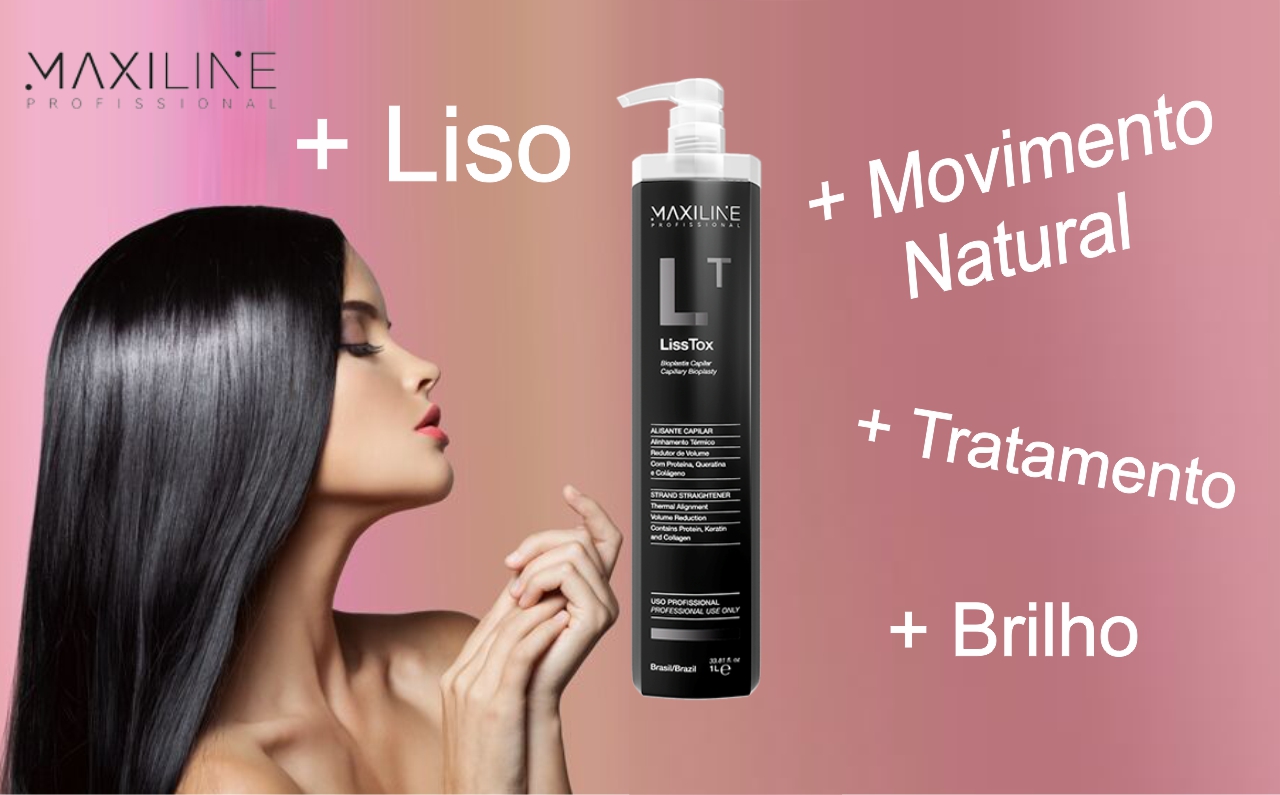 MAXILINE
PROFISSIONAL
+ Liso
+ Movimento
Natural
+ Tratamento
+ Brilho
MAXILINE
PROFISSIONAL
LT
LissTox
Bioplastia Capilar
Capillary Bioplasty
ALISANTE CAPILAR
Alinhamento Térmico
Redutor de Volume
Com Proteína, Queratina
e Colágeno
STRAND STRAIGHTENER
Thermal Alignment
Volume Reduction
Contains Protein, Keratin
and Collagen
USO PROFISSIONAL
PROFESSIONAL USE ONLY
33.81 fl. oz
Brasil/Brazil 1L e